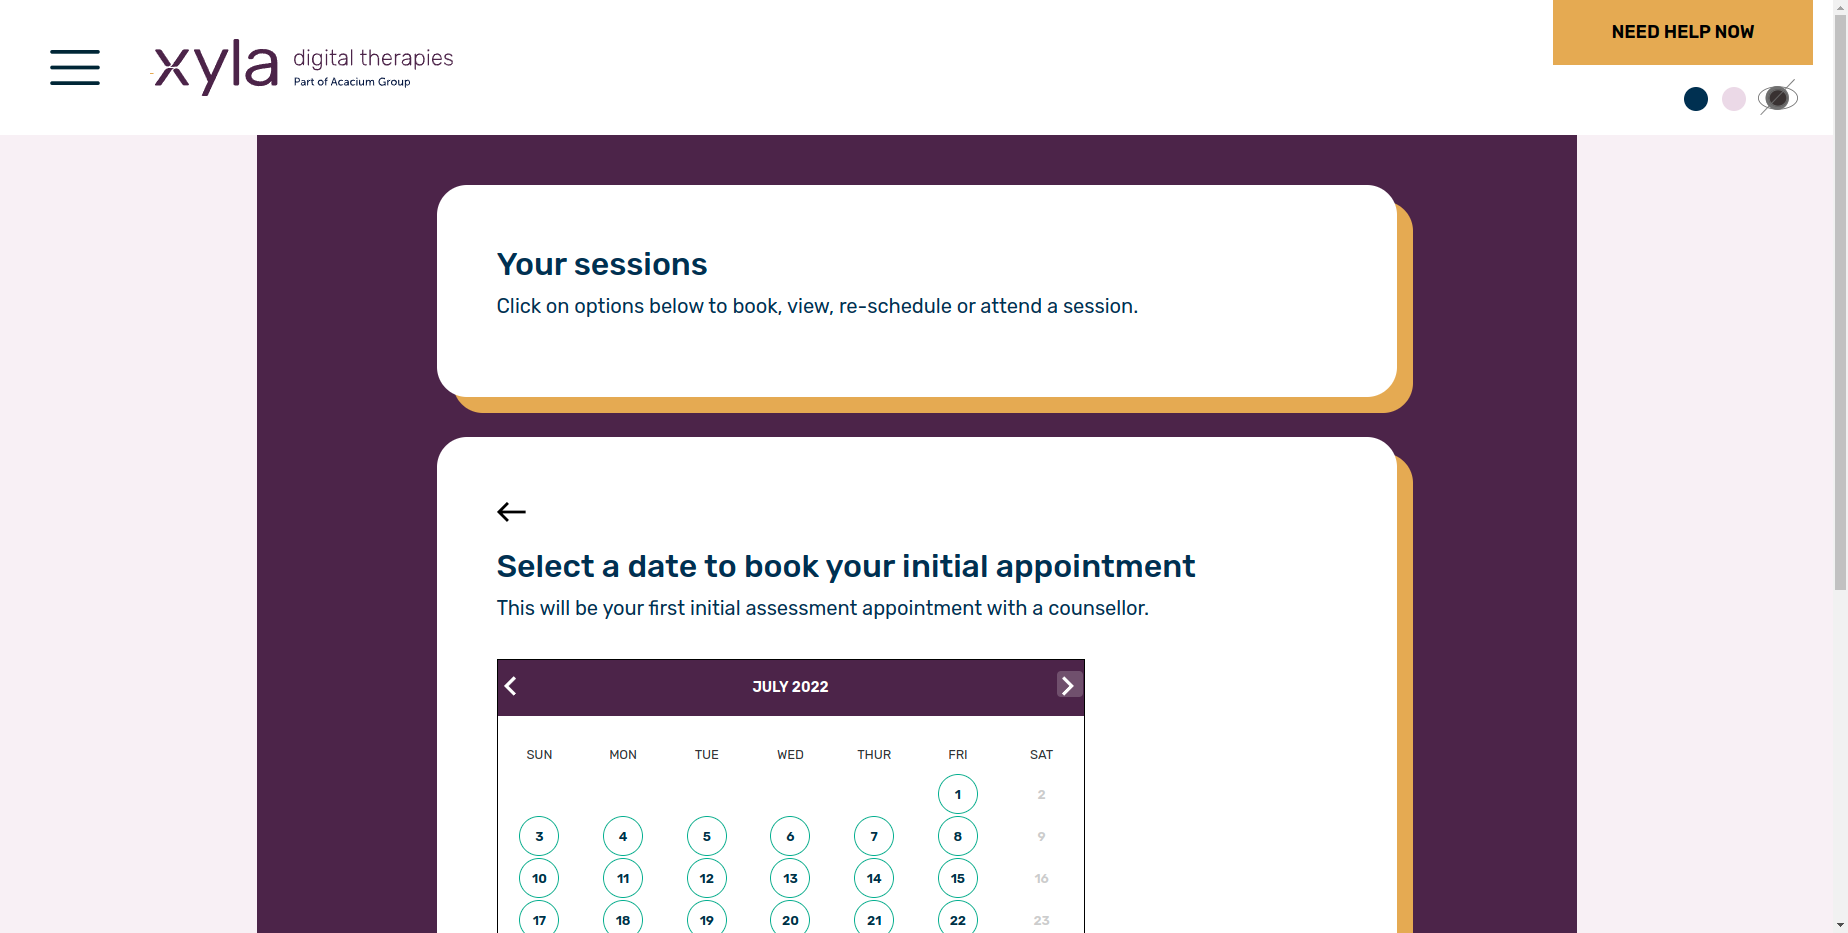 NEED HELP NOW
xyla digital therapies
Part of Acacium Group
Your sessions
Click on options below to book, view, re-schedule or attend a session.
Select a date to book your initial appointment
This will be your first initial assessment appointment with a counsellor.
JULY 2022
SUN MON TUE WED THUR FRI SAT
1 2
3 4 5 6 7 8 9
10 11 12 13 14 15 16
17 18 19 20 21 22 23